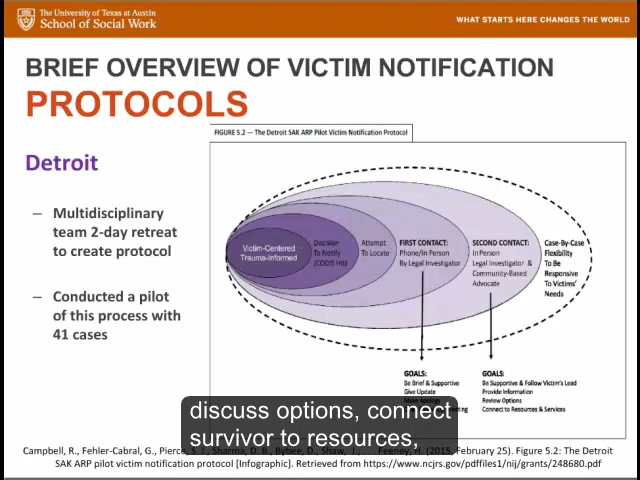 The University of Texas at Austin
School of Social Work
WHAT STARTS HERE CHANGES THE WORLD
BRIEF OVERVIEW OF VICTIM NOTIFICATION
PROTOCOLS
Detroit
– Multidisciplinary
team 2-day retreat
to create protocol
– Conducted a pilot
of this process with
41 cases
FIGURE 5.2 — The Detroit SAK ARP Pilot Victim Notification Protocol
Victim-Centered
Trauma-Informed
Decision
To Notify
(CODIS Hit)
Attempt
To Locate
FIRST CONTACT:
Phone/In Person
By Legal Investigator
SECOND CONTACT:
In Person
Legal Investigator &
Community-Based
Advocate
Case-By-Case
Flexibility
To Be
Responsive
To Victims'
Needs
GOALS:
Be Brief & Supportive
Give Update
GOALS:
Be Supportive & Follow Victim's Lead
Provide Information
Review Options
Connect to Resources & Services
discuss options, connect
survivor to resources,
Campbell, R., Fehler-Cabral, G., Pierce, (2015, February 25). Figure 5.2: The Detroit
SAK ARP pilot victim notification protocol [Infographic]. Retrieved from https://www.ncjrs.gov/pdffiles1/nij/grants/248680.pdf